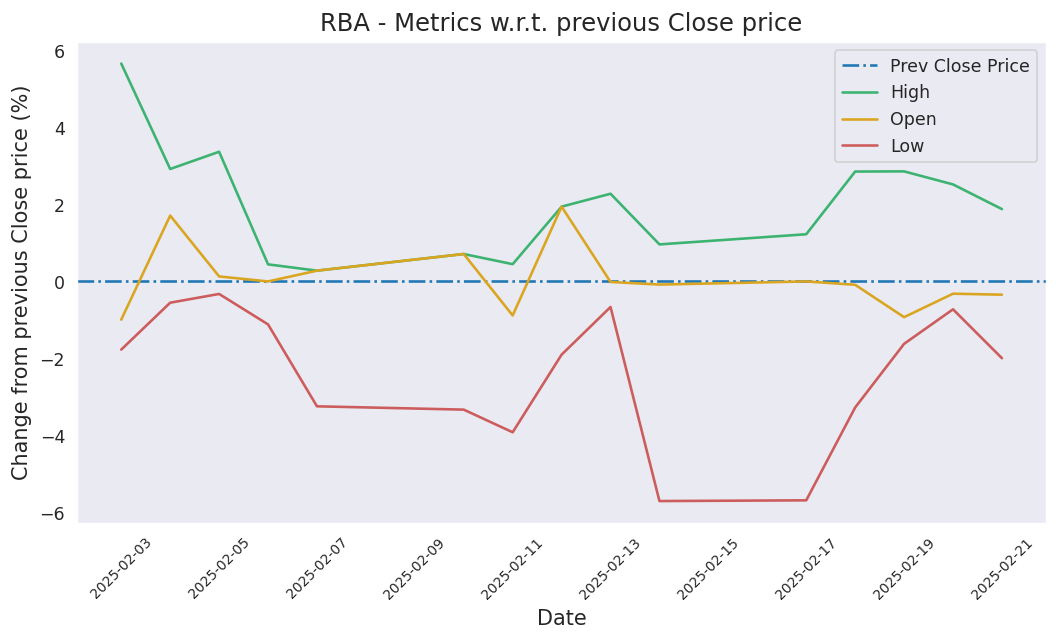 RBA - Metrics w.r.t. previous Close price
Change from previous Close price (%)
6
4
2
0
−2
−4
−6
Prev Close Price
High
Open
Low
2025-02-03
2025-02-05
2025-02-07
2025-02-09
2025-02-11
2025-02-13
2025-02-15
2025-02-17
2025-02-19
2025-02-21
Date